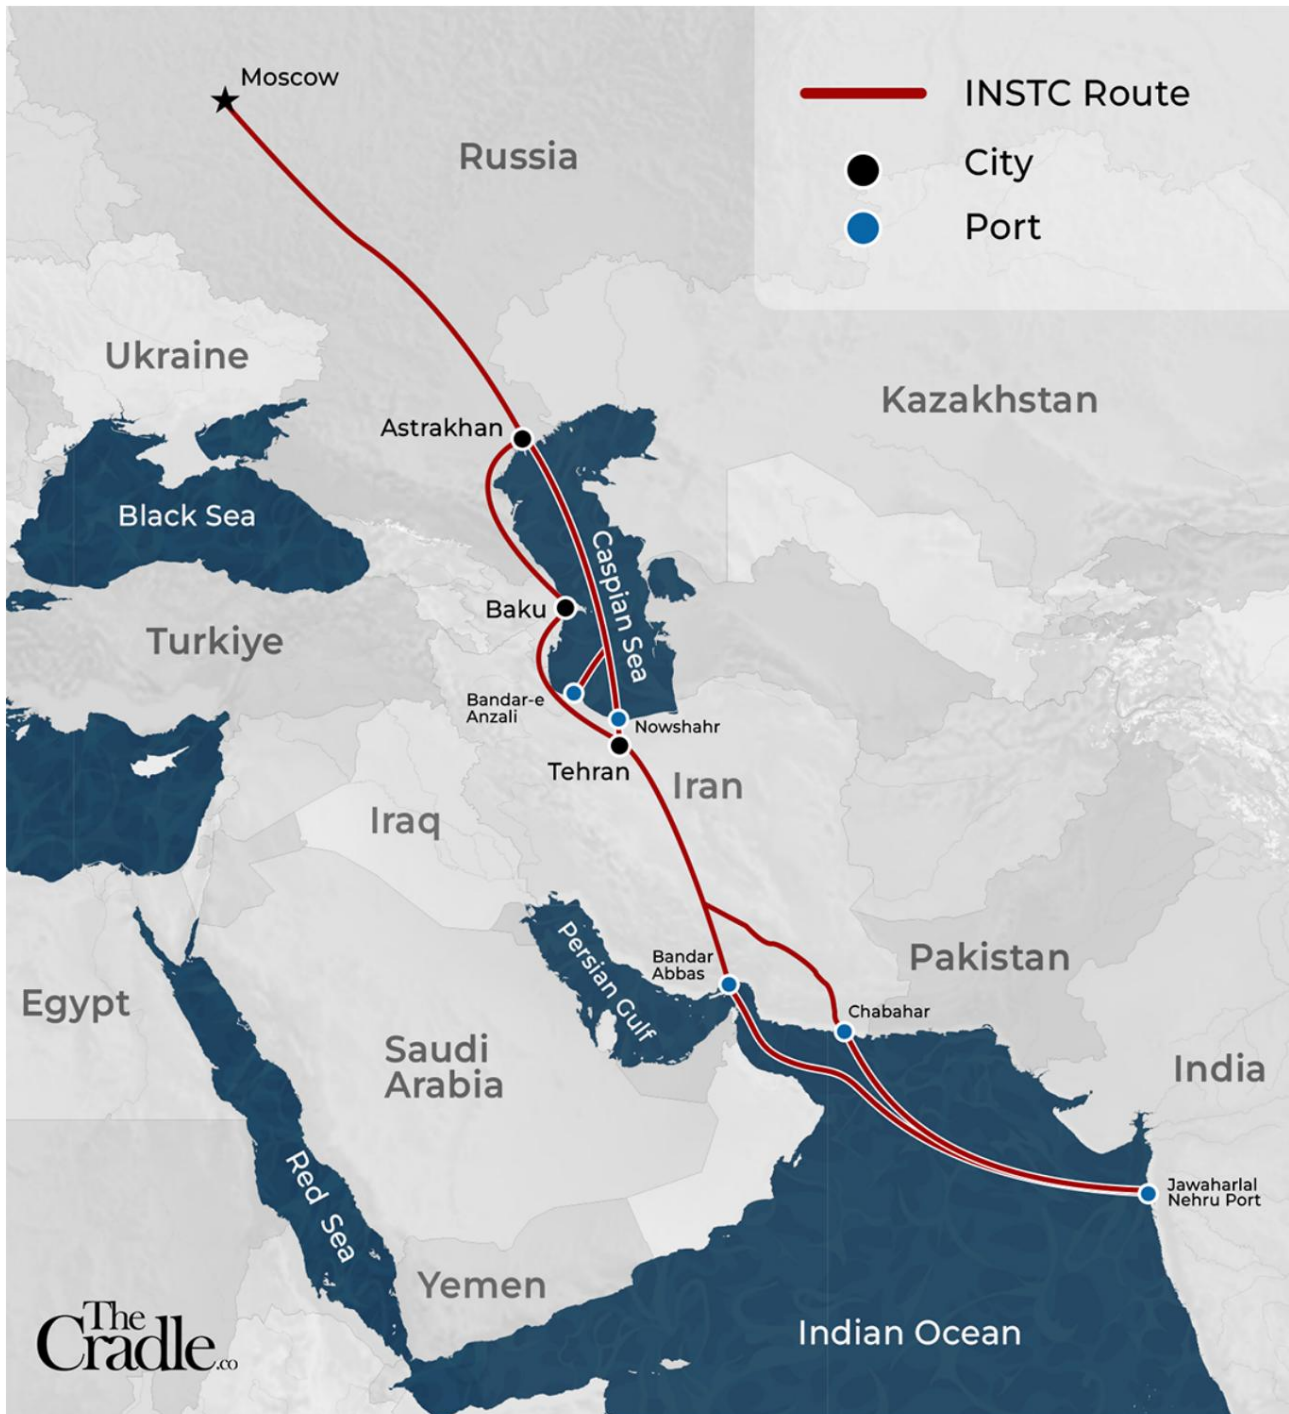 Moscow
INSTC Route
City
Port
Russia
Ukraine
Kazakhstan
Astrakhan
Black Sea
Caspian Sea
Baku
Turkiye
Bandar-e
Anzali
Nowshahr
Tehran
Iran
Iraq
Persian Gulf
Bandar
Abbas
Pakistan
Egypt
Chabahar
Saudi
Arabia
India
Red Sea
Jawaharlal
Nehru Port
Yemen
Indian Ocean
The
Cradle.co